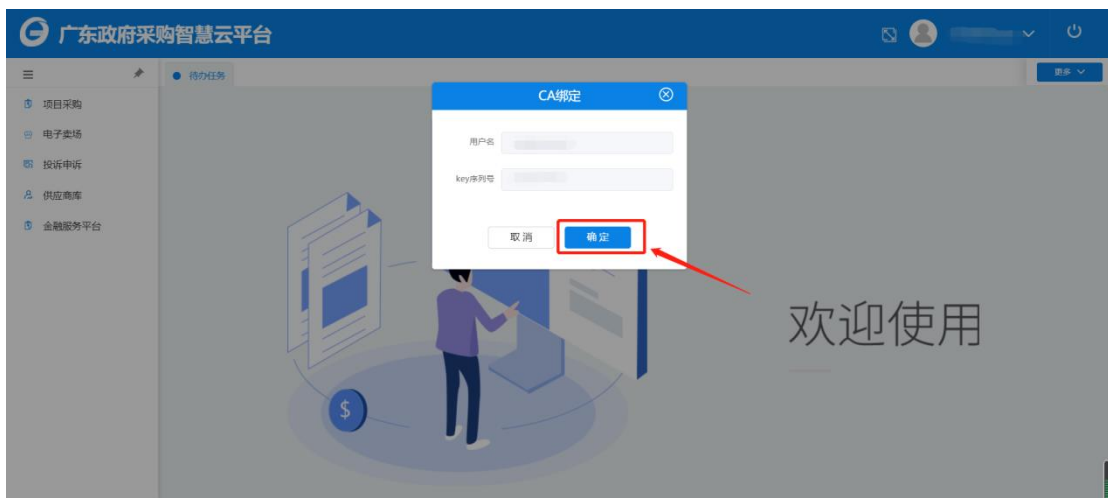 广东政府采购智慧云平台
待办任务
更多
项目采购
电子卖场
投诉申诉
供应商库
金融服务平台
CA绑定
用户名
key序列号
取消
确定
$
欢迎使用